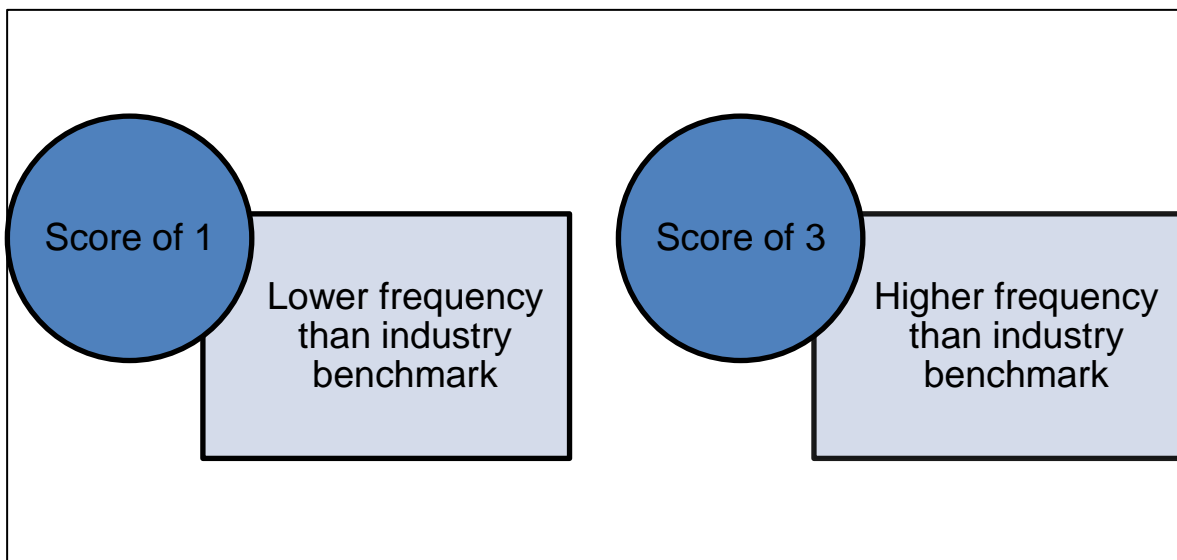 Score of 1
Lower frequency
than industry
benchmark
Score of 3
Higher frequency
than industry
benchmark